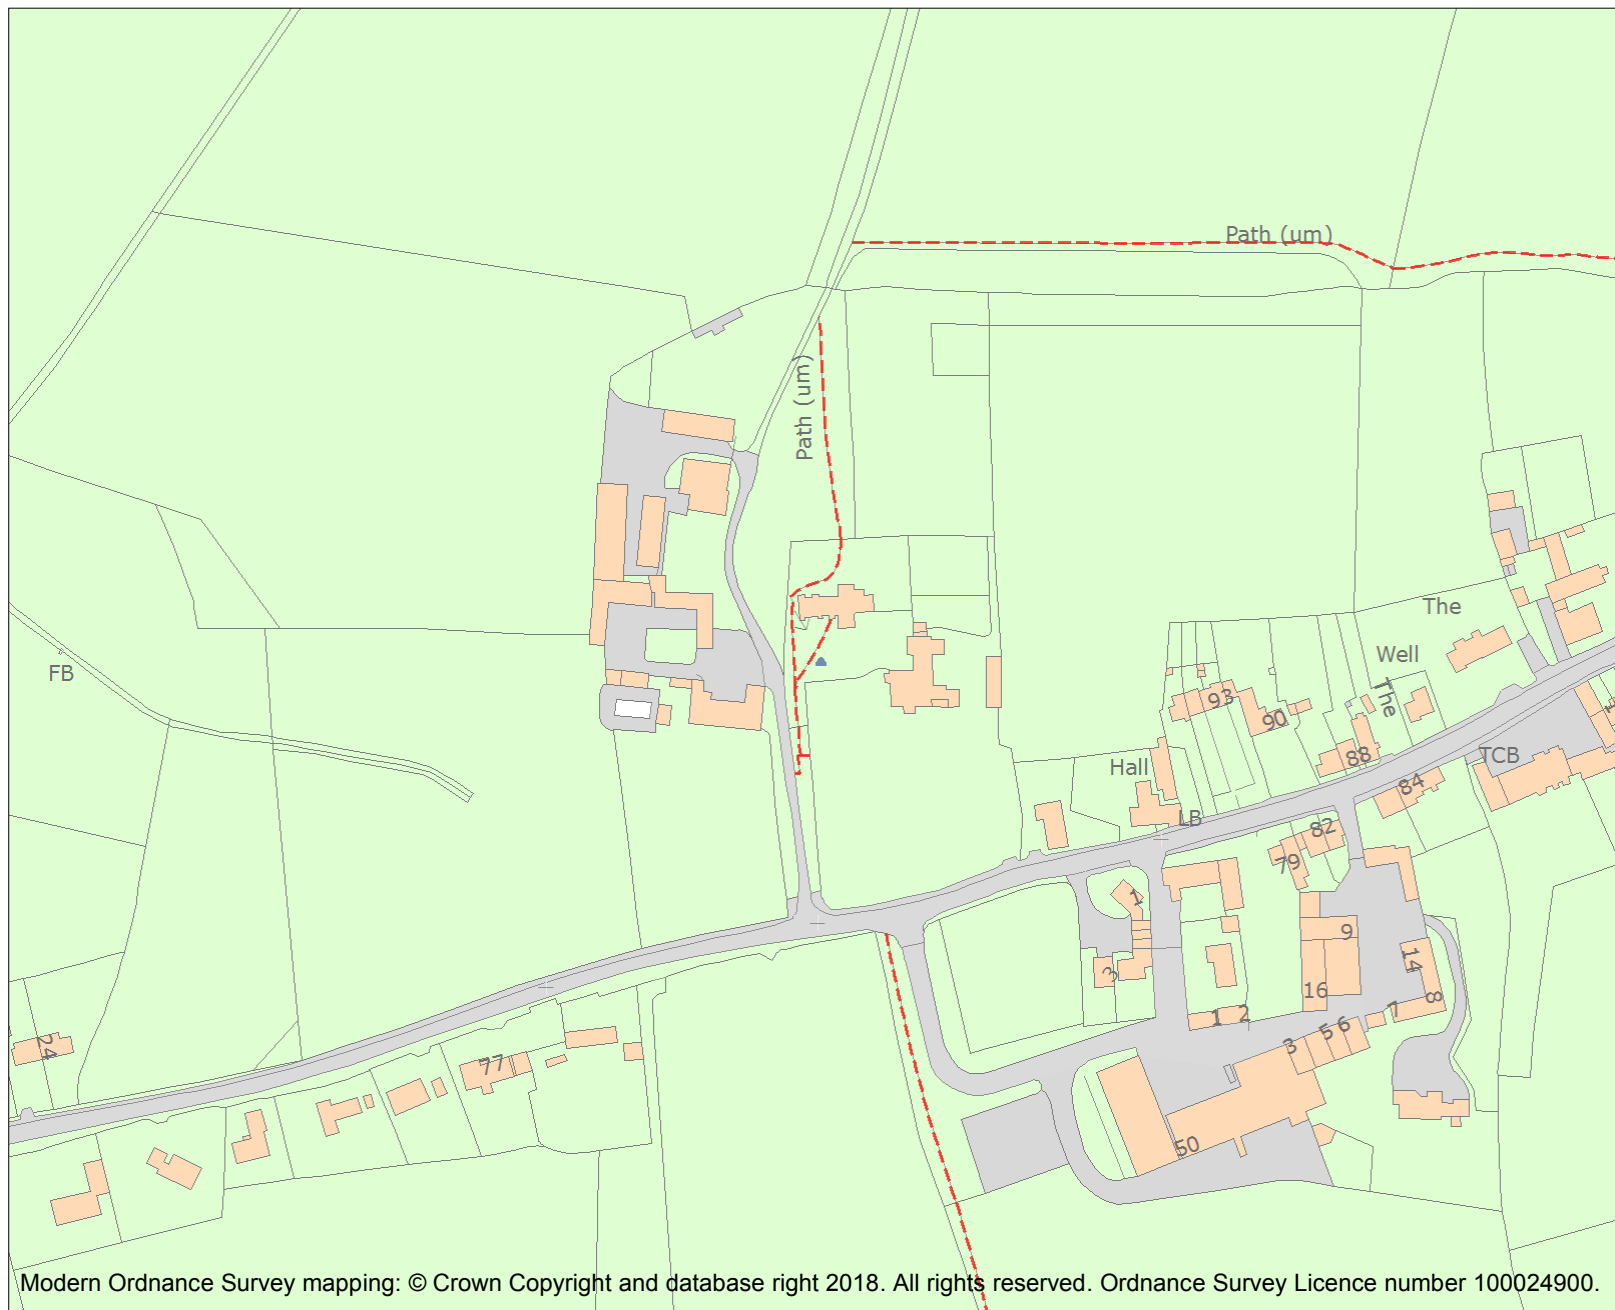 Path (um)
Path (um)
The
Well
FB
The
93
90
88
TCB
Hall
84
LB
82
79
1
9
3
14
16
8
7
1
2
5
6
3
24
77
50
Modern Ordnance Survey mapping: © Crown Copyright and database right 2018. All rights reserved. Ordnance Survey Licence number 100024900.